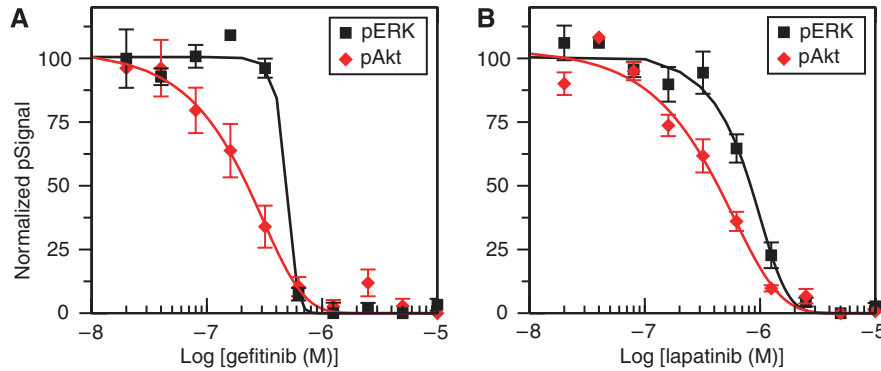 A
pERK
pAkt
100
75
50
25
0
Normalized pSignal
−8
−7
−6
−5
Log [gefitinib (M)]
B
pERK
pAkt
100
75
50
25
0
−8
−7
−6
−5
Log [lapatinib (M)]